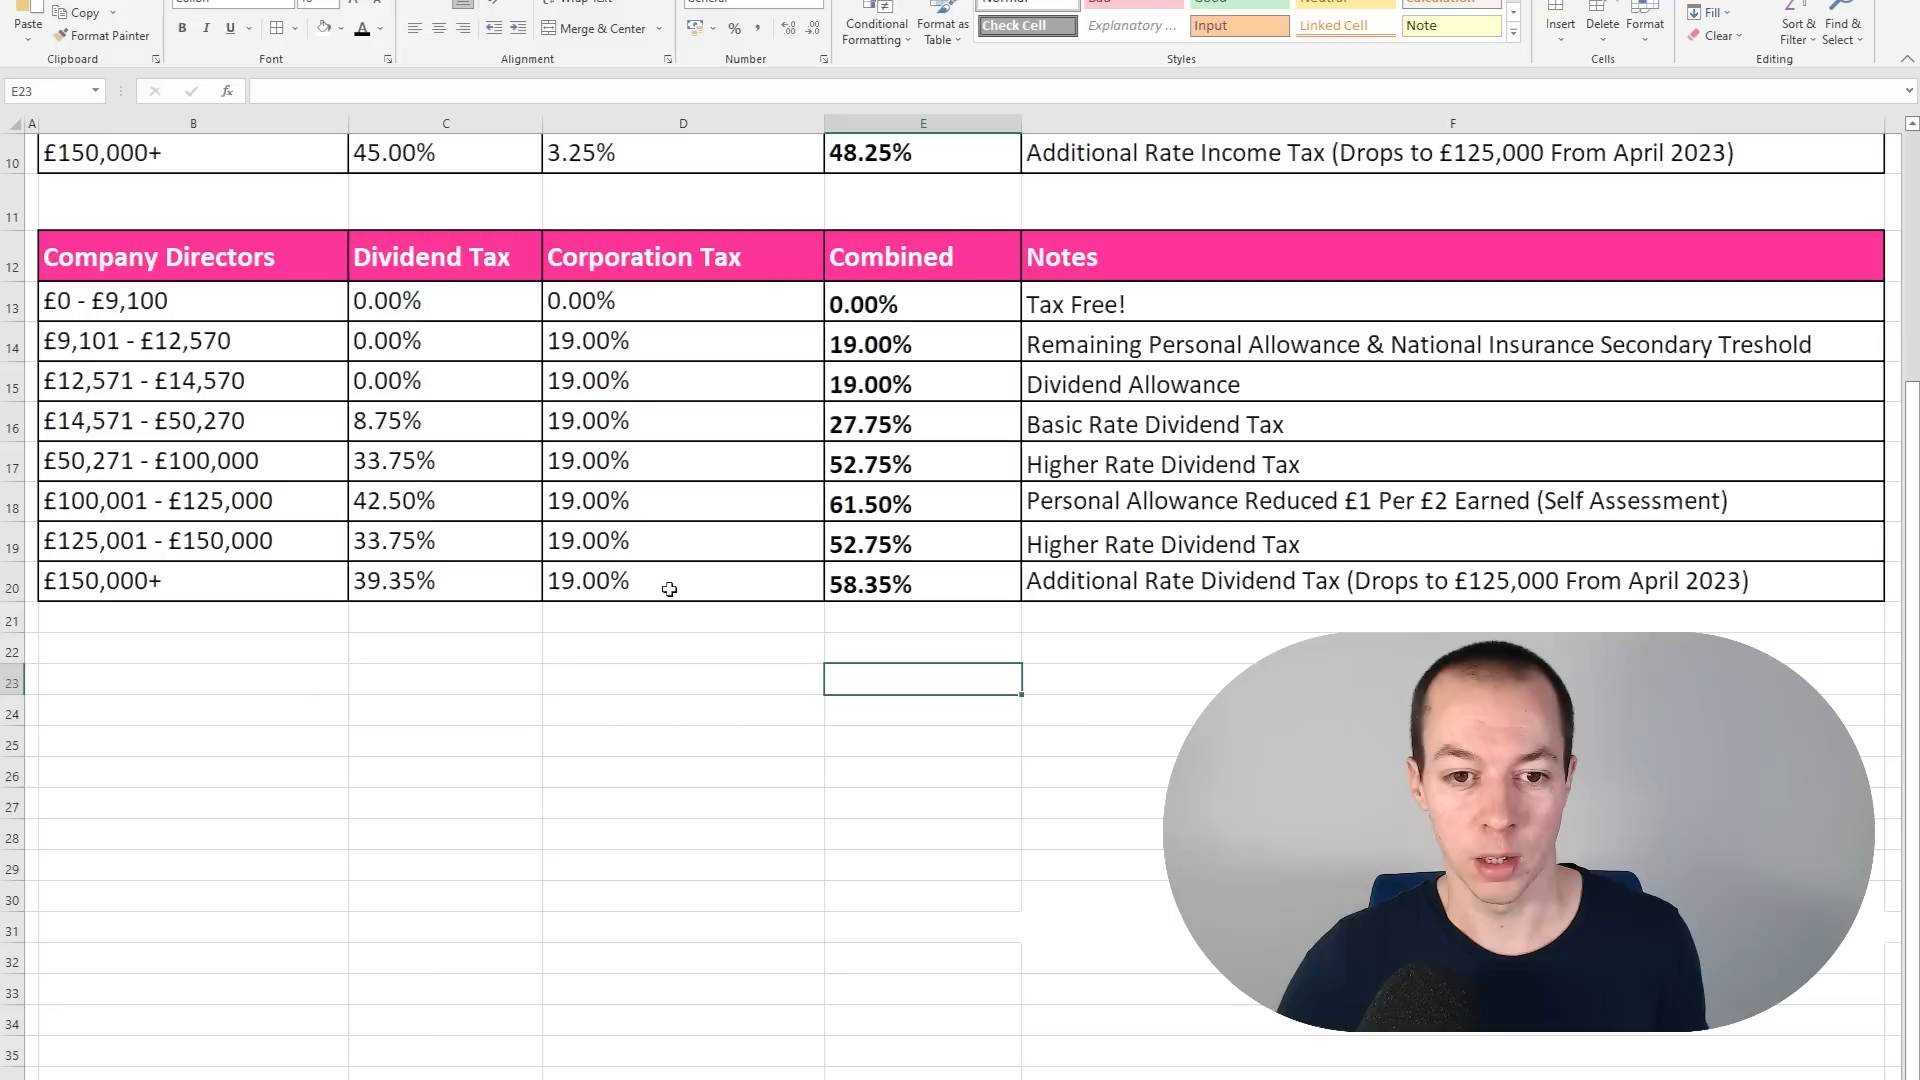 Paste
Copy
Format Painter
B I U
Merge & Center
%
Conditional Formatting
Format as Table
Check Cell
Explanatory ...
Input
Linked Cell
Note
Insert
Delete
Format
Fill
Clear
Sort & Filter
Find & Select
Clipboard
Font
Alignment
Number
Styles
Cells
Editing
E23
fx
A B C D E F
10 £150,000+ 45.00% 3.25% 48.25% Additional Rate Income Tax (Drops to £125,000 From April 2023)
11
12 Company Directors Dividend Tax Corporation Tax Combined Notes
13 £0 - £9,100 0.00% 0.00% 0.00% Tax Free!
14 £9,101 - £12,570 0.00% 19.00% 19.00% Remaining Personal Allowance & National Insurance Secondary Treshold
15 £12,571 - £14,570 0.00% 19.00% 19.00% Dividend Allowance
16 £14,571 - £50,270 8.75% 19.00% 27.75% Basic Rate Dividend Tax
17 £50,271 - £100,000 33.75% 19.00% 52.75% Higher Rate Dividend Tax
18 £100,001 - £125,000 42.50% 19.00% 61.50% Personal Allowance Reduced £1 Per £2 Earned (Self Assessment)
19 £125,001 - £150,000 33.75% 19.00% 52.75% Higher Rate Dividend Tax
20 £150,000+ 39.35% 19.00% 58.35% Additional Rate Dividend Tax (Drops to £125,000 From April 2023)
21
22
23
24
25
26
27
28
29
30
31
32
33
34
35